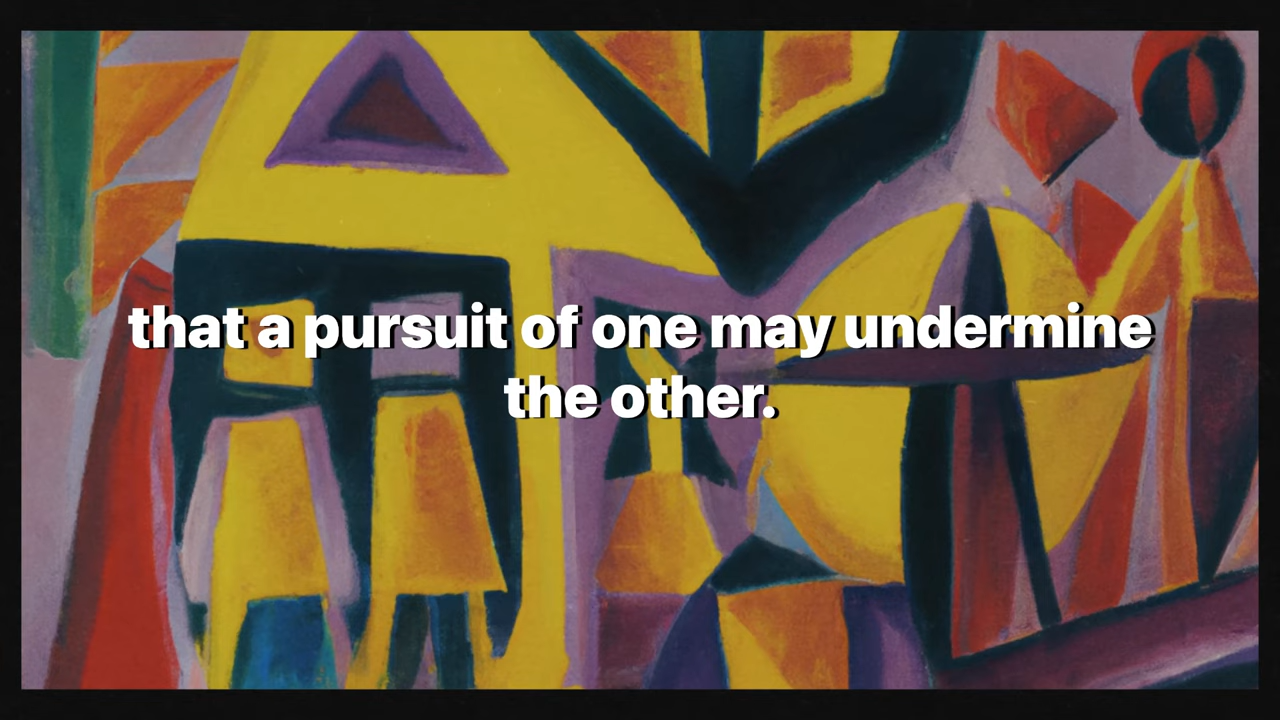 that a pursuit of one may undermine
the other.